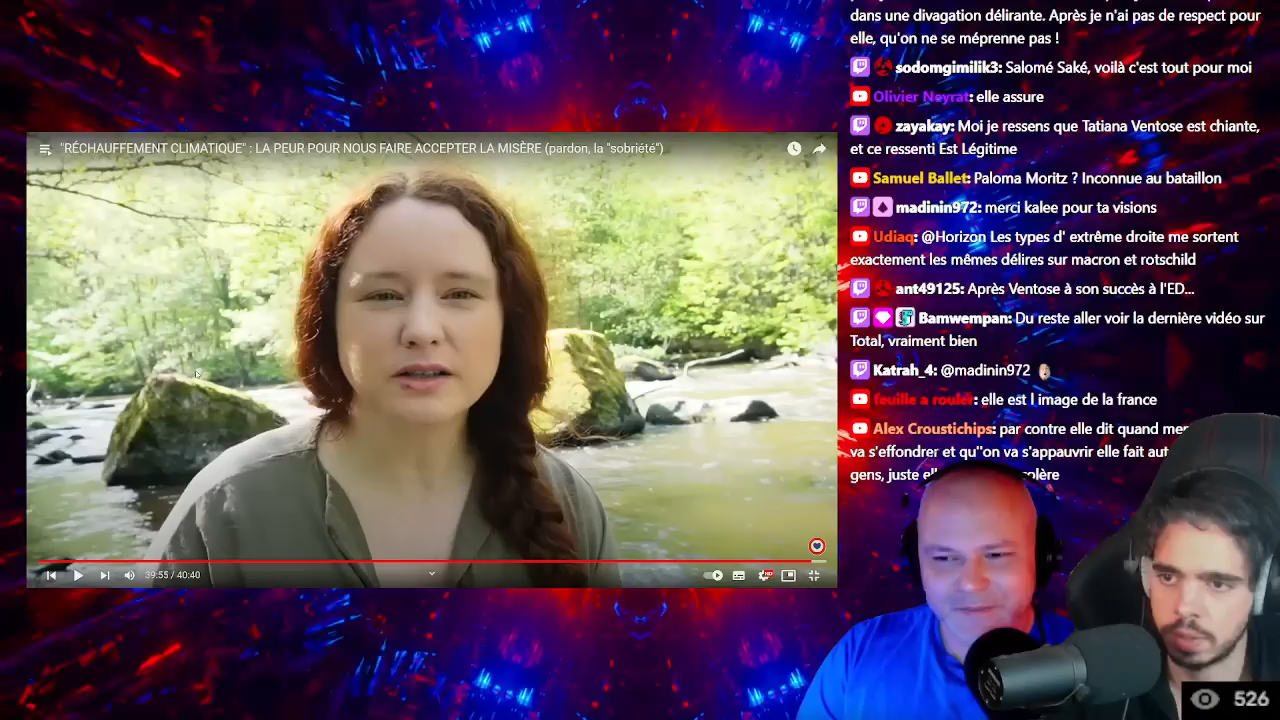 dans une divagation délirante. Après je n'ai pas de respect pour
elle, qu'on ne se méprenne pas !
sodomgimilik3: Salomé Saké, voilà c'est tout pour moi
Olivier Neyrat: elle assure
zayakay: Moi je ressens que Tatiana Ventose est chiante,
et ce ressenti Est Légitime
Samuel Ballet: Paloma Moritz ? Inconnue au bataillon
madinin972: merci kalee pour ta visions
Udiaq: @Horizon Les types d' extrême droite me sortent
exactement les mêmes délires sur macron et rotschild
ant49125: Après Ventose à son succès à l'ED...
Bamwempan: Du reste aller voir la dernière vidéo sur
Total, vraiment bien
Katrah_4: @madinin972
feuille a rouler: elle est l image de la france
Alex Croustichips: par contre elle dit quand
va s'effondrer et qu"on va s'appauvrir elle fait
gens, juste
"RÉCHAUFFEMENT CLIMATIQUE" : LA PEUR POUR NOUS FAIRE ACCEPTER LA MISÈRE (pardon, la "sobriété")
39:55 / 40:40
HD
526